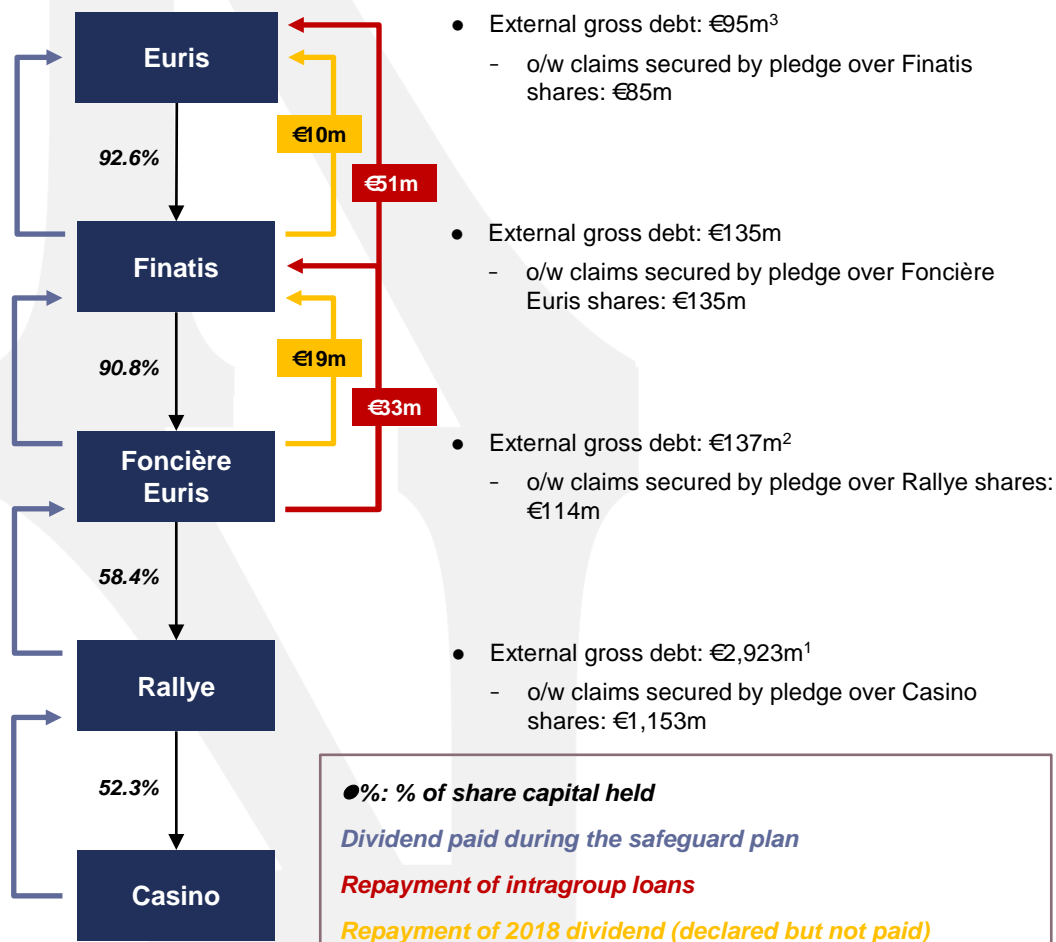 Euris
● External gross debt: €95m3
- o/w claims secured by pledge over Finatis
shares: €85m
€10m
92.6%
€51m
Finatis
● External gross debt: €135m
- o/w claims secured by pledge over Foncière
Euris shares: €135m
€19m
90.8%
€33m
Foncière
Euris
● External gross debt: €137m2
- o/w claims secured by pledge over Rallye shares:
€114m
58.4%
Rallye
● External gross debt: €2,923m1
- o/w claims secured by pledge over Casino
shares: €1,153m
52.3%
Casino
●%: % of share capital held
Dividend paid during the safeguard plan
Repayment of intragroup loans
Repayment of 2018 dividend (declared but not paid)